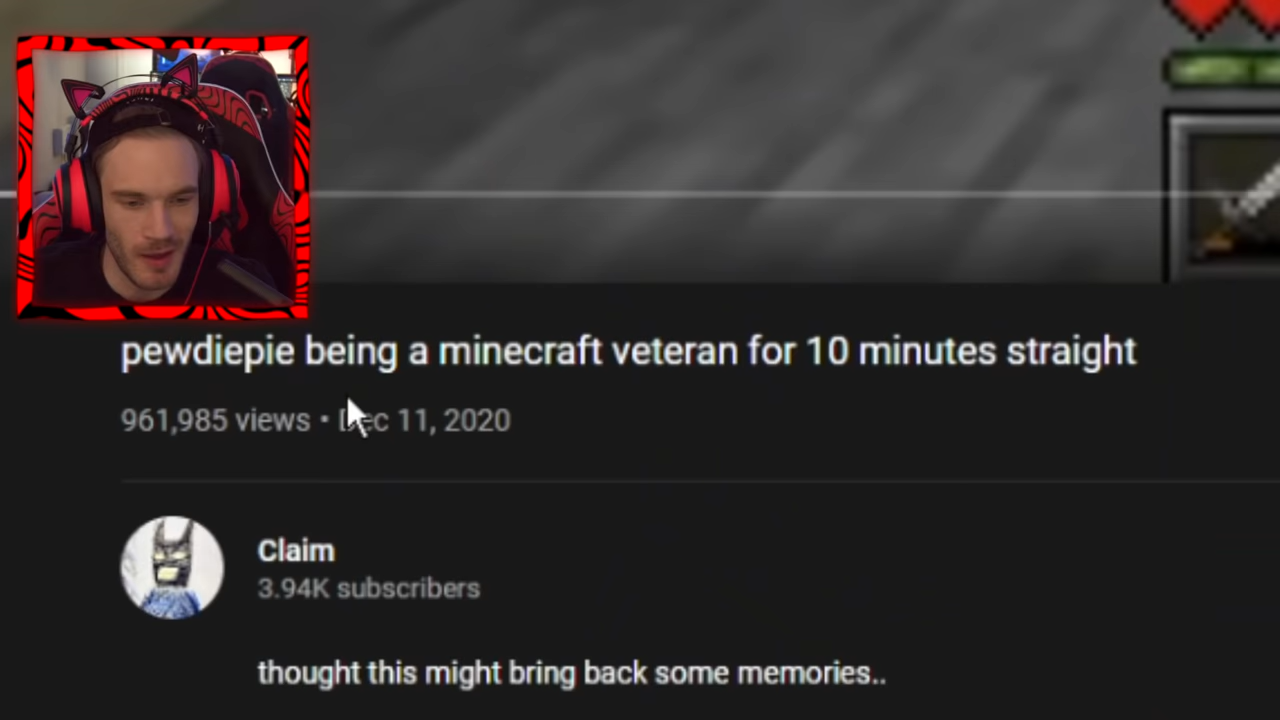 pewdiepie being a minecraft veteran for 10 minutes straight
961,985 views • Dec 11, 2020
Claim
3.94K subscribers
thought this might bring back some memories..